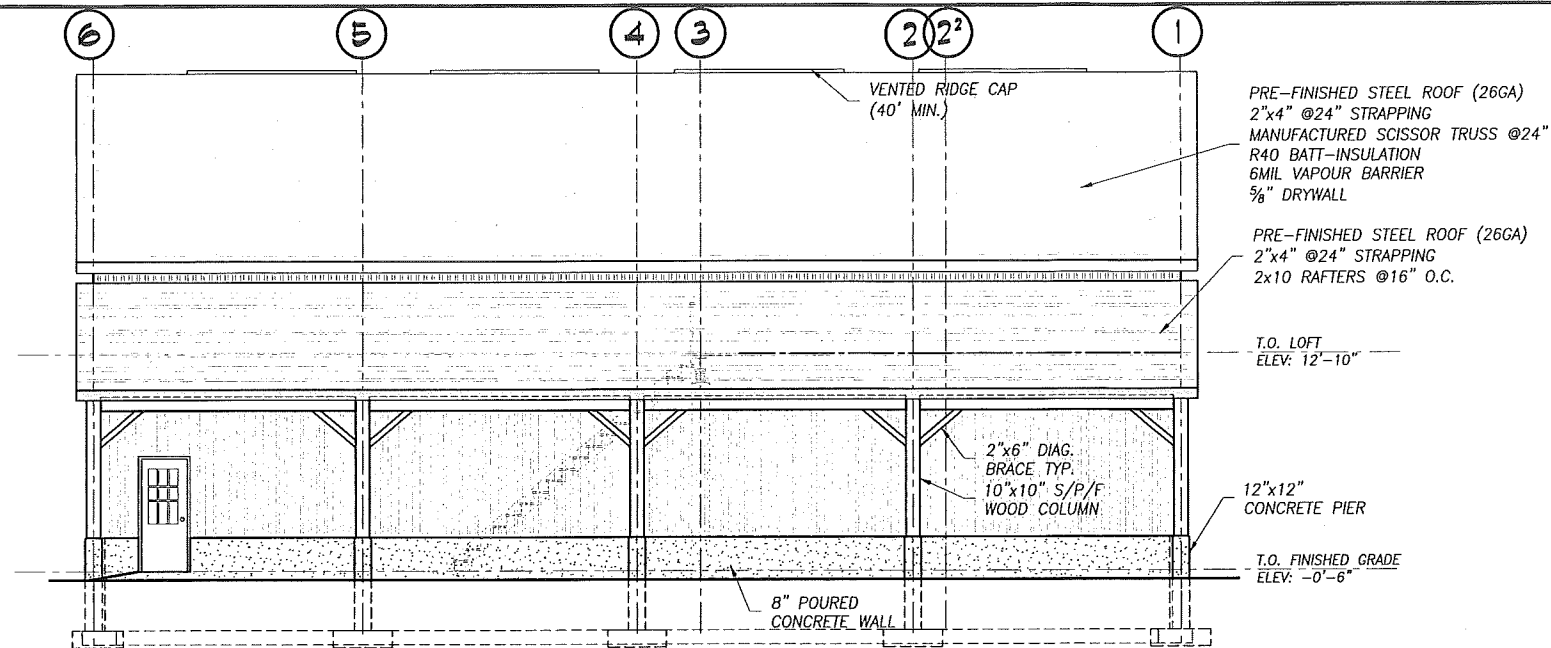 6
5
4
3
2
2²
1
VENTED RIDGE CAP
(40' MIN.)
PRE-FINISHED STEEL ROOF (26GA)
2"x4" @24" STRAPPING
MANUFACTURED SCISSOR TRUSS @24"
R40 BATT-INSULATION
6MIL VAPOUR BARRIER
⅝" DRYWALL
PRE-FINISHED STEEL ROOF (26GA)
2"x4" @24" STRAPPING
2x10 RAFTERS @16" O.C.
T.O. LOFT
ELEV: 12'-10"
2"x6" DIAG.
BRACE TYP.
10"x10" S/P/F
WOOD COLUMN
12"x12"
CONCRETE PIER
T.O. FINISHED GRADE
ELEV: -0'-6"
8" POURED
CONCRETE WALL